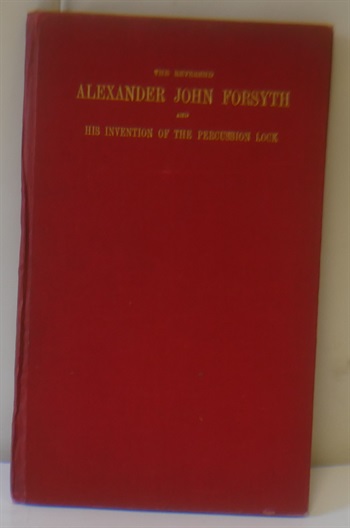 THE REVEREND
ALEXANDER JOHN FORSYTH
AND
HIS INVENTION OF THE PERCUSSION LOCK